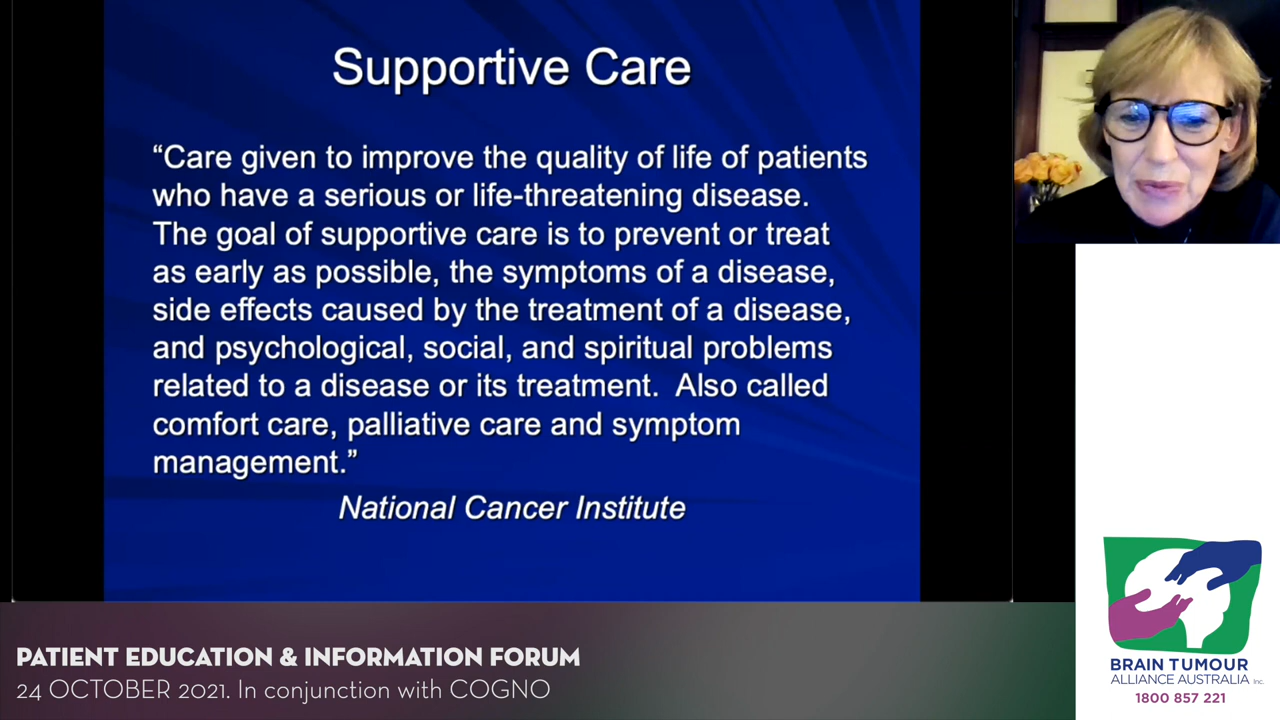 Supportive Care
“Care given to improve the quality of life of patients
who have a serious or life-threatening disease.
The goal of supportive care is to prevent or treat
as early as possible, the symptoms of a disease,
side effects caused by the treatment of a disease,
and psychological, social, and spiritual problems
related to a disease or its treatment.  Also called
comfort care, palliative care and symptom
management.”
National Cancer Institute
PATIENT EDUCATION & INFORMATION FORUM
24 OCTOBER 2021. In conjunction with COGNO
BRAIN TUMOUR
ALLIANCE AUSTRALIA Inc.
1800 857 221